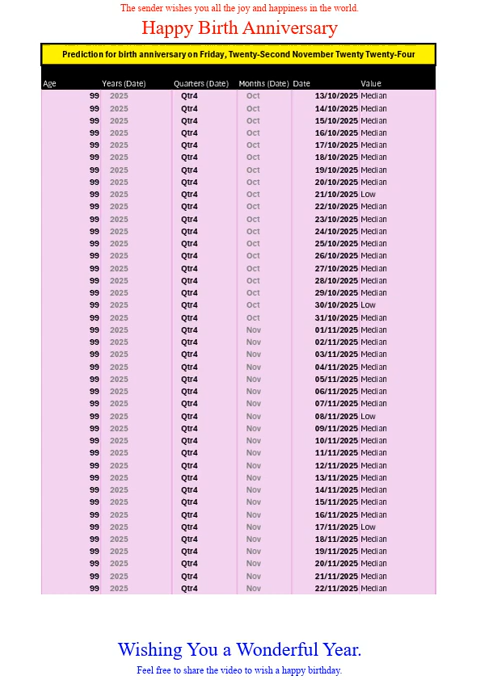 The sender wishes you all the joy and happiness in the world.
Happy Birth Anniversary
Prediction for birth anniversary on Friday, Twenty-Second November Twenty Twenty-Four
Age Years (Date) Quarters (Date) Months (Date) Date Value
99 2025 Qtr4 Oct 13/10/2025 Median
99 2025 Qtr4 Oct 14/10/2025 Median
99 2025 Qtr4 Oct 15/10/2025 Median
99 2025 Qtr4 Oct 16/10/2025 Median
99 2025 Qtr4 Oct 17/10/2025 Median
99 2025 Qtr4 Oct 18/10/2025 Median
99 2025 Qtr4 Oct 19/10/2025 Median
99 2025 Qtr4 Oct 20/10/2025 Median
99 2025 Qtr4 Oct 21/10/2025 Low
99 2025 Qtr4 Oct 22/10/2025 Median
99 2025 Qtr4 Oct 23/10/2025 Median
99 2025 Qtr4 Oct 24/10/2025 Median
99 2025 Qtr4 Oct 25/10/2025 Median
99 2025 Qtr4 Oct 26/10/2025 Median
99 2025 Qtr4 Oct 27/10/2025 Median
99 2025 Qtr4 Oct 28/10/2025 Median
99 2025 Qtr4 Oct 29/10/2025 Median
99 2025 Qtr4 Oct 30/10/2025 Low
99 2025 Qtr4 Oct 31/10/2025 Median
99 2025 Qtr4 Nov 01/11/2025 Median
99 2025 Qtr4 Nov 02/11/2025 Median
99 2025 Qtr4 Nov 03/11/2025 Median
99 2025 Qtr4 Nov 04/11/2025 Median
99 2025 Qtr4 Nov 05/11/2025 Median
99 2025 Qtr4 Nov 06/11/2025 Median
99 2025 Qtr4 Nov 07/11/2025 Median
99 2025 Qtr4 Nov 08/11/2025 Low
99 2025 Qtr4 Nov 09/11/2025 Median
99 2025 Qtr4 Nov 10/11/2025 Median
99 2025 Qtr4 Nov 11/11/2025 Median
99 2025 Qtr4 Nov 12/11/2025 Median
99 2025 Qtr4 Nov 13/11/2025 Median
99 2025 Qtr4 Nov 14/11/2025 Median
99 2025 Qtr4 Nov 15/11/2025 Median
99 2025 Qtr4 Nov 16/11/2025 Median
99 2025 Qtr4 Nov 17/11/2025 Low
99 2025 Qtr4 Nov 18/11/2025 Median
99 2025 Qtr4 Nov 19/11/2025 Median
99 2025 Qtr4 Nov 20/11/2025 Median
99 2025 Qtr4 Nov 21/11/2025 Median
99 2025 Qtr4 Nov 22/11/2025 Median
Wishing You a Wonderful Year.
Feel free to share the video to wish a happy birthday.